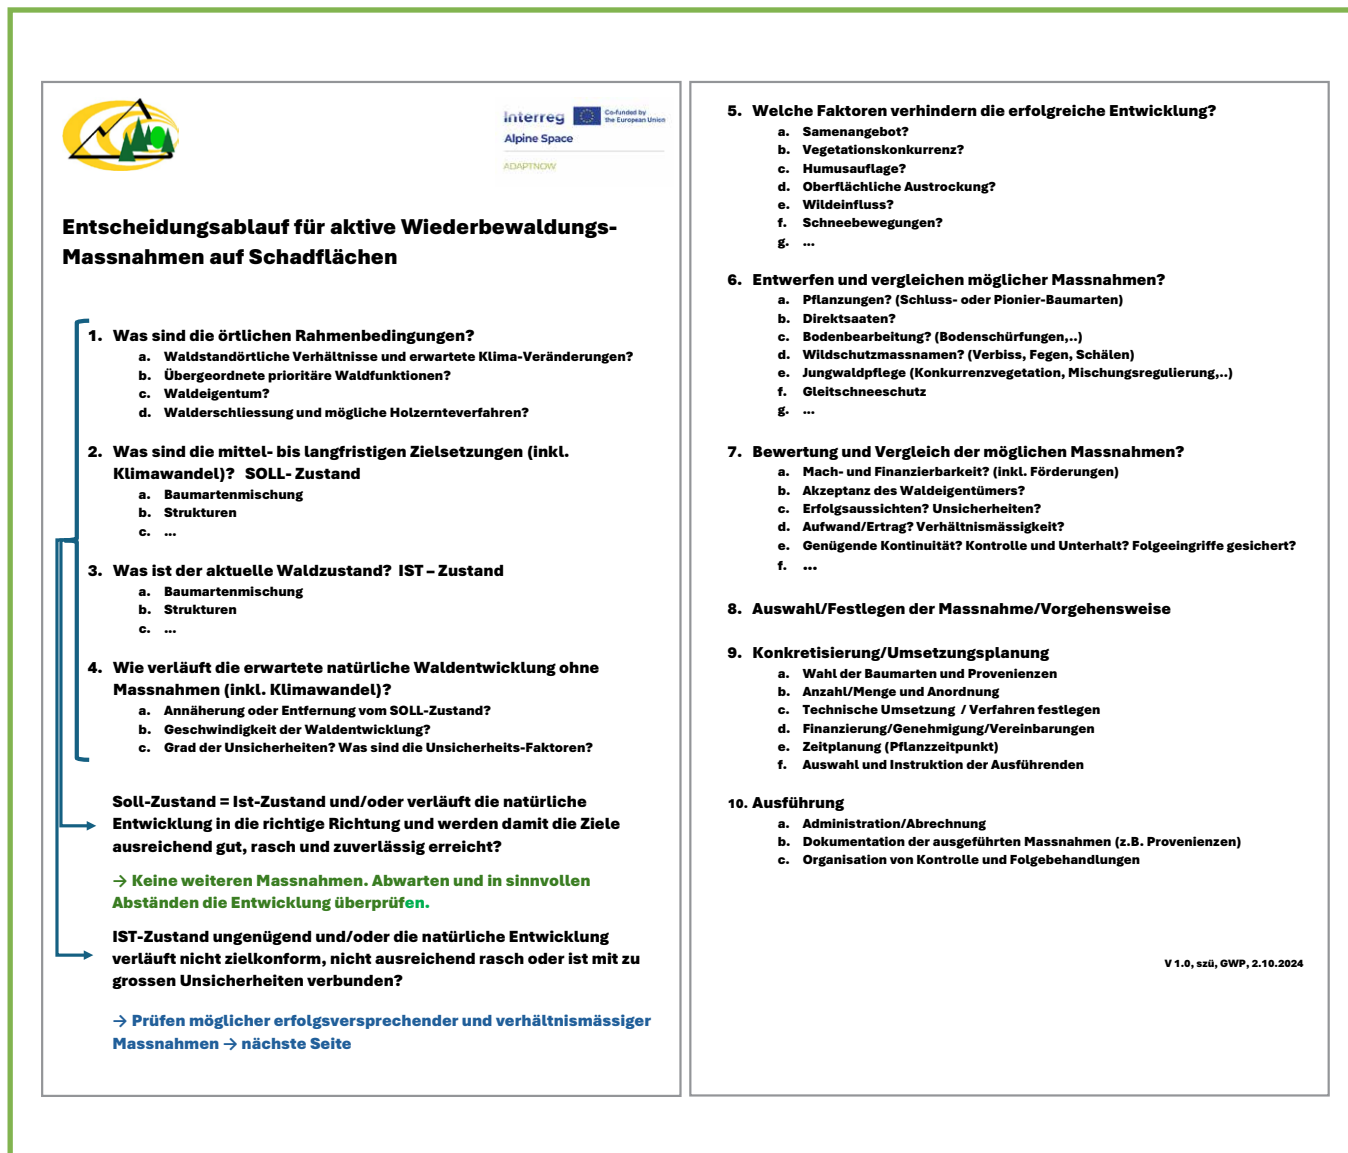 Interreg
Co-funded by
the European Union
Alpine Space
ADAPTNOW
Entscheidungsablauf für aktive Wiederbewaldungs-
Massnahmen auf Schadflächen
1. Was sind die örtlichen Rahmenbedingungen?
a. Waldstandörtliche Verhältnisse und erwartete Klima-Veränderungen?
b. Übergeordnete prioritäre Waldfunktionen?
c. Waldeigentum?
d. Walderschliessung und mögliche Holzernteverfahren?
2. Was sind die mittel- bis langfristigen Zielsetzungen (inkl.
Klimawandel)? SOLL- Zustand
a. Baumartenmischung
b. Strukturen
c. ...
3. Was ist der aktuelle Waldzustand? IST – Zustand
a. Baumartenmischung
b. Strukturen
c. ...
4. Wie verläuft die erwartete natürliche Waldentwicklung ohne
Massnahmen (inkl. Klimawandel)?
a. Annäherung oder Entfernung vom SOLL-Zustand?
b. Geschwindigkeit der Waldentwicklung?
c. Grad der Unsicherheiten? Was sind die Unsicherheits-Faktoren?
Soll-Zustand = Ist-Zustand und/oder verläuft die natürliche
Entwicklung in die richtige Richtung und werden damit die Ziele
ausreichend gut, rasch und zuverlässig erreicht?
→ Keine weiteren Massnahmen. Abwarten und in sinnvollen
Abständen die Entwicklung überprüfen.
IST-Zustand ungenügend und/oder die natürliche Entwicklung
verläuft nicht zielkonform, nicht ausreichend rasch oder ist mit zu
grossen Unsicherheiten verbunden?
→ Prüfen möglicher erfolgsversprechender und verhältnismässiger
Massnahmen → nächste Seite
5. Welche Faktoren verhindern die erfolgreiche Entwicklung?
a. Samenangebot?
b. Vegetationskonkurrenz?
c. Humusauflage?
d. Oberflächliche Austrockung?
e. Wildeinfluss?
f. Schneebewegungen?
g. ...
6. Entwerfen und vergleichen möglicher Massnahmen?
a. Pflanzungen? (Schluss- oder Pionier-Baumarten)
b. Direktsaaten?
c. Bodenbearbeitung? (Bodenschürfungen,..)
d. Wildschutzmassnamen? (Verbiss, Fegen, Schälen)
e. Jungwaldpflege (Konkurrenzvegetation, Mischungsregulierung,..)
f. Gleitschneeschutz
g. ...
7. Bewertung und Vergleich der möglichen Massnahmen?
a. Mach- und Finanzierbarkeit? (inkl. Förderungen)
b. Akzeptanz des Waldeigentümers?
c. Erfolgsaussichten? Unsicherheiten?
d. Aufwand/Ertrag? Verhältnismässigkeit?
e. Genügende Kontinuität? Kontrolle und Unterhalt? Folgeeingriffe gesichert?
f. ...
8. Auswahl/Festlegen der Massnahme/Vorgehensweise
9. Konkretisierung/Umsetzungsplanung
a. Wahl der Baumarten und Provenienzen
b. Anzahl/Menge und Anordnung
c. Technische Umsetzung / Verfahren festlegen
d. Finanzierung/Genehmigung/Vereinbarungen
e. Zeitplanung (Pflanzzeitpunkt)
f. Auswahl und Instruktion der Ausführenden
10. Ausführung
a. Administration/Abrechnung
b. Dokumentation der ausgeführten Massnahmen (z.B. Provenienzen)
c. Organisation von Kontrolle und Folgebehandlungen
V 1.0, szü, GWP, 2.10.2024